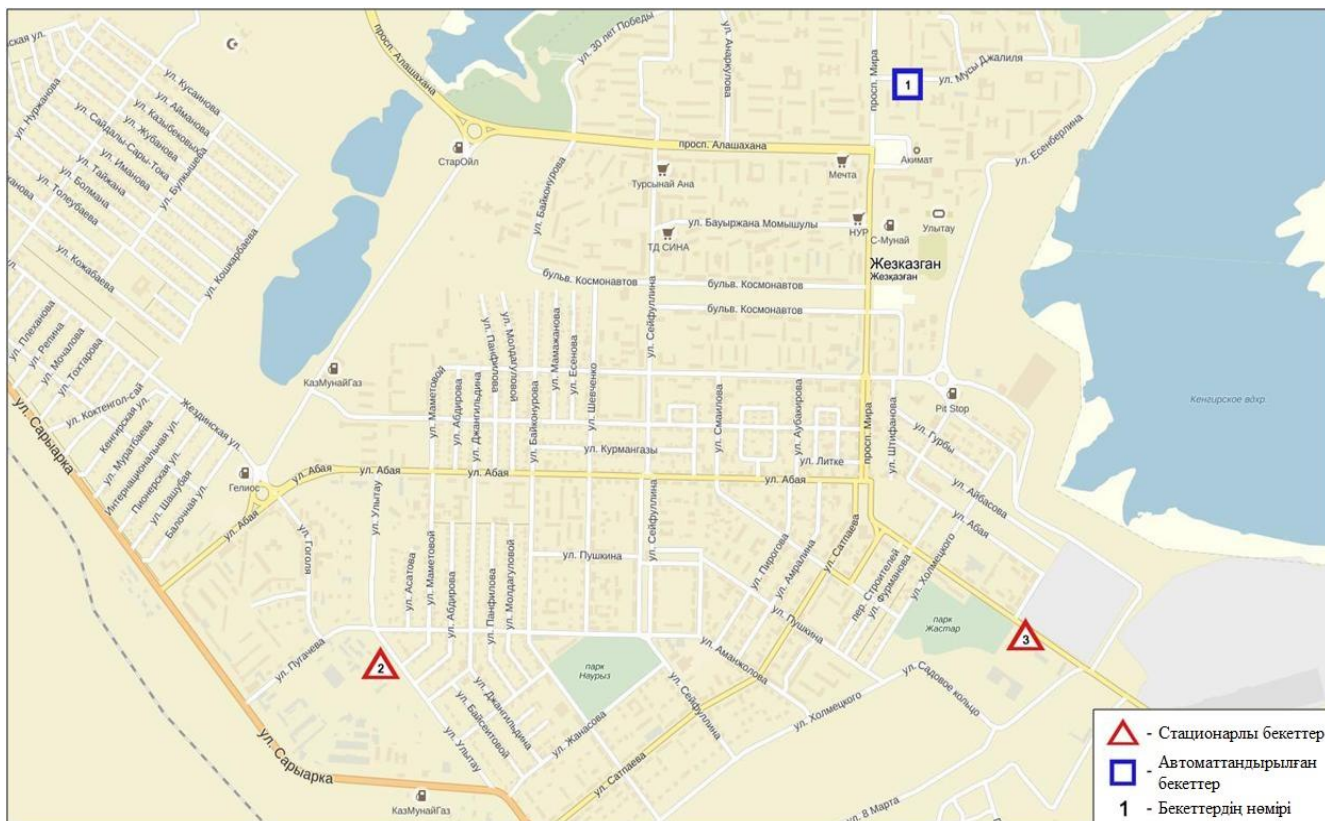 ул. Кусаинова
ул. Айманова
ул. Казыбекова
ул. Жубанова
ул. Сайдалы-Сары-Тока
ул. Иманова
ул. Тайжана
ул. Болмана
ул. Толеубаева
ул. Нуржанова
ул. Булкышева
ул. Кожабаева
ул. Кошкарбаева
просп. Алашахана
ул. 30 лет Победы
ул. Анаркулова
просп. Мира
1
ул. Мусы Джалиля
ул. Есенберлина
СтарОйл
просп. Алашахана
Турсынай Ана
Мечта
Акимат
ул. Байконурова
ул. Бауыржана Момышулы
НУР
С-Мунай
Улытау
ТД СИНА
Жезказган
Жезқазған
бульв. Космонавтов
бульв. Космонавтов
бульв. Космонавтов
ул. Плеханова
ул. Репина
ул. Мочалова
ул. Тохтарова
КазМунайГаз
ул. Панфилова
ул. Молдагуловой
ул. Мамажанова
ул. Есенова
ул. Сейфуллина
Кенгирское вдхр.
Pit Stop
ул. Коктенгол-сай
Жездинская ул.
ул. Сарыарка
Кенгирская ул.
ул. Муратбаева
Интернациональная ул.
Пионерская ул.
ул. Шашубая
Балочная ул.
ул. Маметовой
ул. Абдирова
ул. Джангильдина
ул. Байконурова
ул. Шевченко
ул. Смаилова
ул. Аубакирова
просп. Мира
ул. Штифанова
ул. Гурбы
ул. Курмангазы
ул. Литке
Гелиос
ул. Абая
ул. Абая
ул. Абая
ул. Абая
ул. Айбасова
ул. Абая
ул. Абая
ул. Гоголя
ул. Улытау
ул. Асатова
ул. Маметовой
ул. Абдирова
ул. Панфилова
ул. Молдагуловой
ул. Пушкина
ул. Сейфуллина
ул. Пирогова
ул. Амралина
ул. Сатпаева
пер. Строителей
ул. Фурманова
ул. Холмецкого
ул. Пушкина
парк
Жастар
3
ул. Пугачева
2
парк
Наурыз
ул. Аманжолова
ул. Садовое кольцо
ул. Джангильдина
ул. Байсеитовой
ул. Улытау
ул. Жанасова
ул. Сейфуллина
ул. Холмецкого
ул. Сарыарка
ул. Сатпаева
КазМунайГаз
ул. 8 Марта
- Стационарлы бекеттер
- Автоматтандырылған
бекеттер
1 - Бекеттердің нөмірі